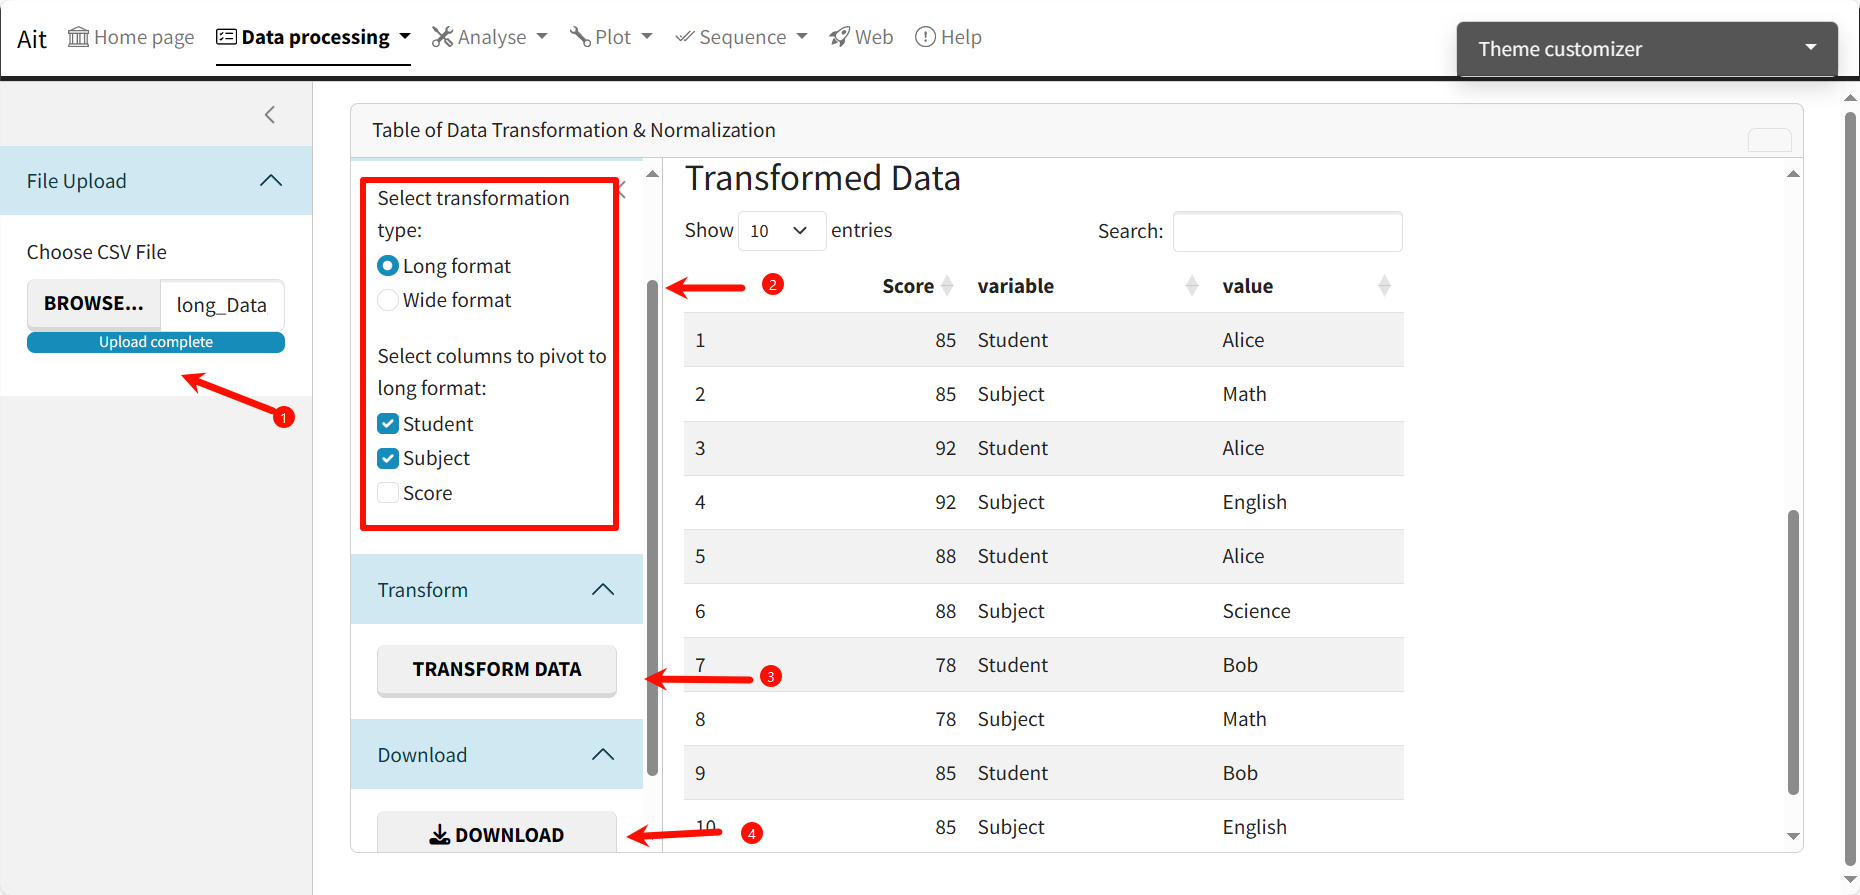 Ait Home page Data processing Analyse Plot Sequence Web Help
Theme customizer
File Upload
Choose CSV File
BROWSE... long_Data
Upload complete
1
Table of Data Transformation & Normalization
Select transformation
type:
Long format
Wide format
Select columns to pivot to
long format:
Student
Subject
Score
2
Transform
TRANSFORM DATA
3
Download
DOWNLOAD
4
Transformed Data
Show 10 entries
Search:
Score variable value
1 85 Student Alice
2 85 Subject Math
3 92 Student Alice
4 92 Subject English
5 88 Student Alice
6 88 Subject Science
7 78 Student Bob
8 78 Subject Math
9 85 Student Bob
10 85 Subject English